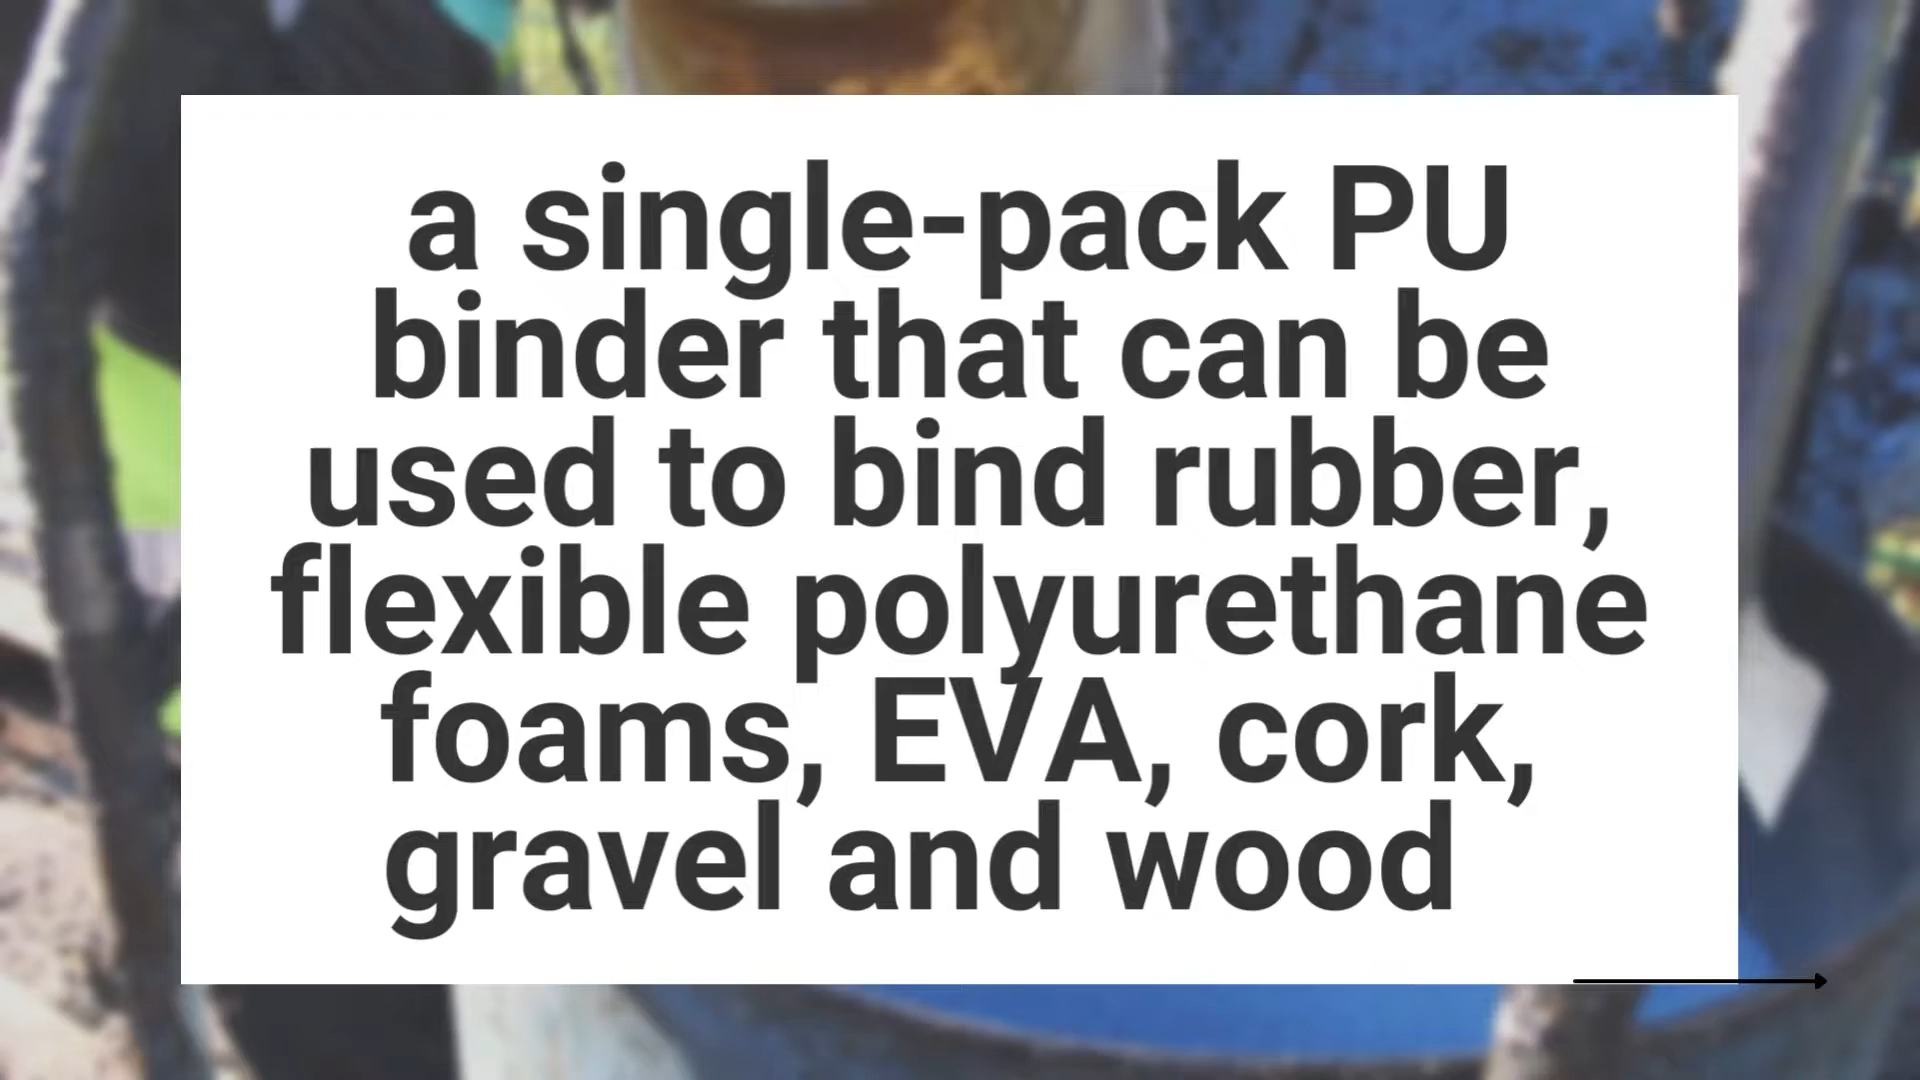 a single-pack PU
binder that can be
used to bind rubber,
flexible polyurethane
foams, EVA, cork,
gravel and wood